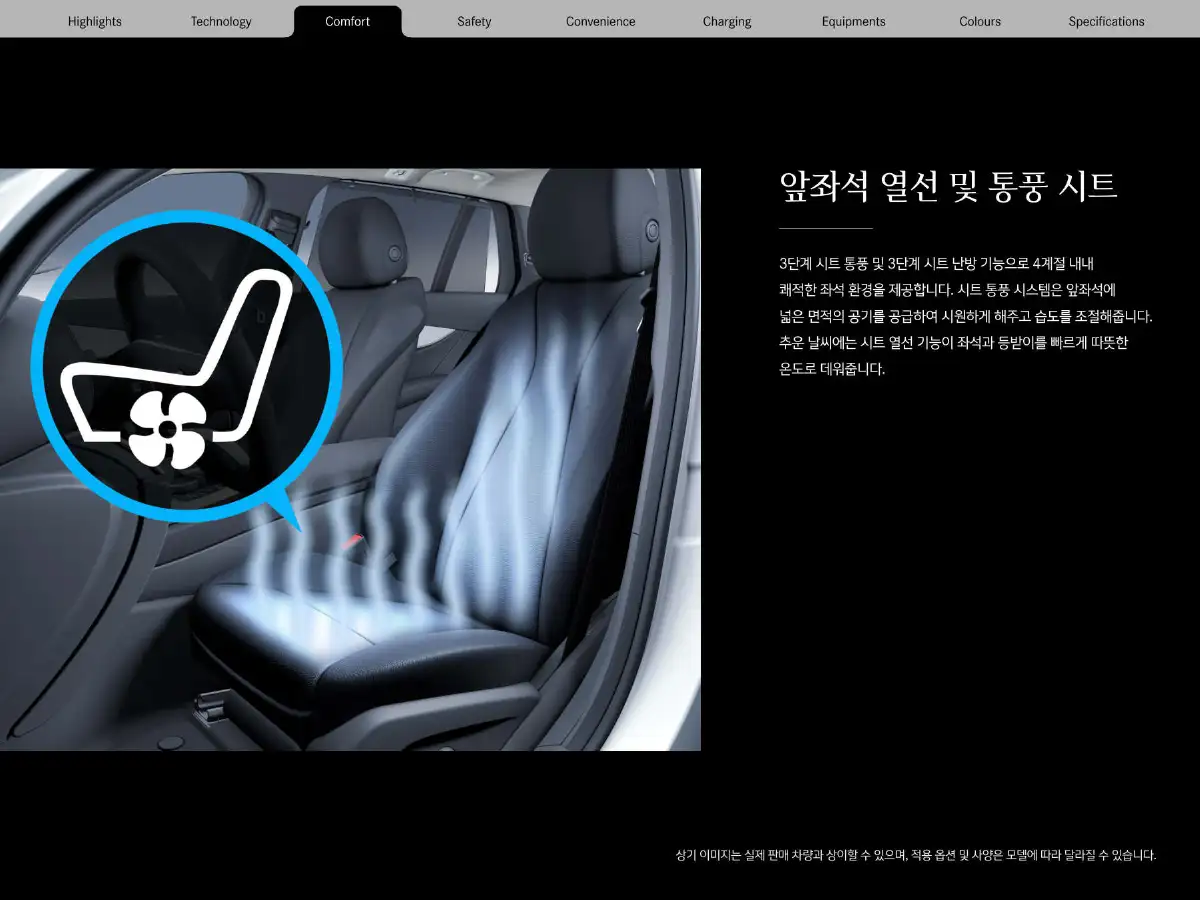 Highlights
Technology
Comfort
Safety
Convenience
Charging
Equipments
Colours
Specifications
앞좌석 열선 및 통풍 시트
3단계 시트 통풍 및 3단계 시트 난방 기능으로 4계절 내내
쾌적한 좌석 환경을 제공합니다. 시트 통풍 시스템은 앞좌석에
넓은 면적의 공기를 공급하여 시원하게 해주고 습도를 조절해줍니다.
추운 날씨에는 시트 열선 기능이 좌석과 등받이를 빠르게 따뜻한
온도로 데워줍니다.
상기 이미지는 실제 판매 차량과 상이할 수 있으며, 적용 옵션 및 사양은 모델에 따라 달라질 수 있습니다.